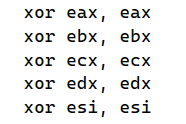 xor eax, eax
xor ebx, ebx
xor ecx, ecx
xor edx, edx
xor esi, esi